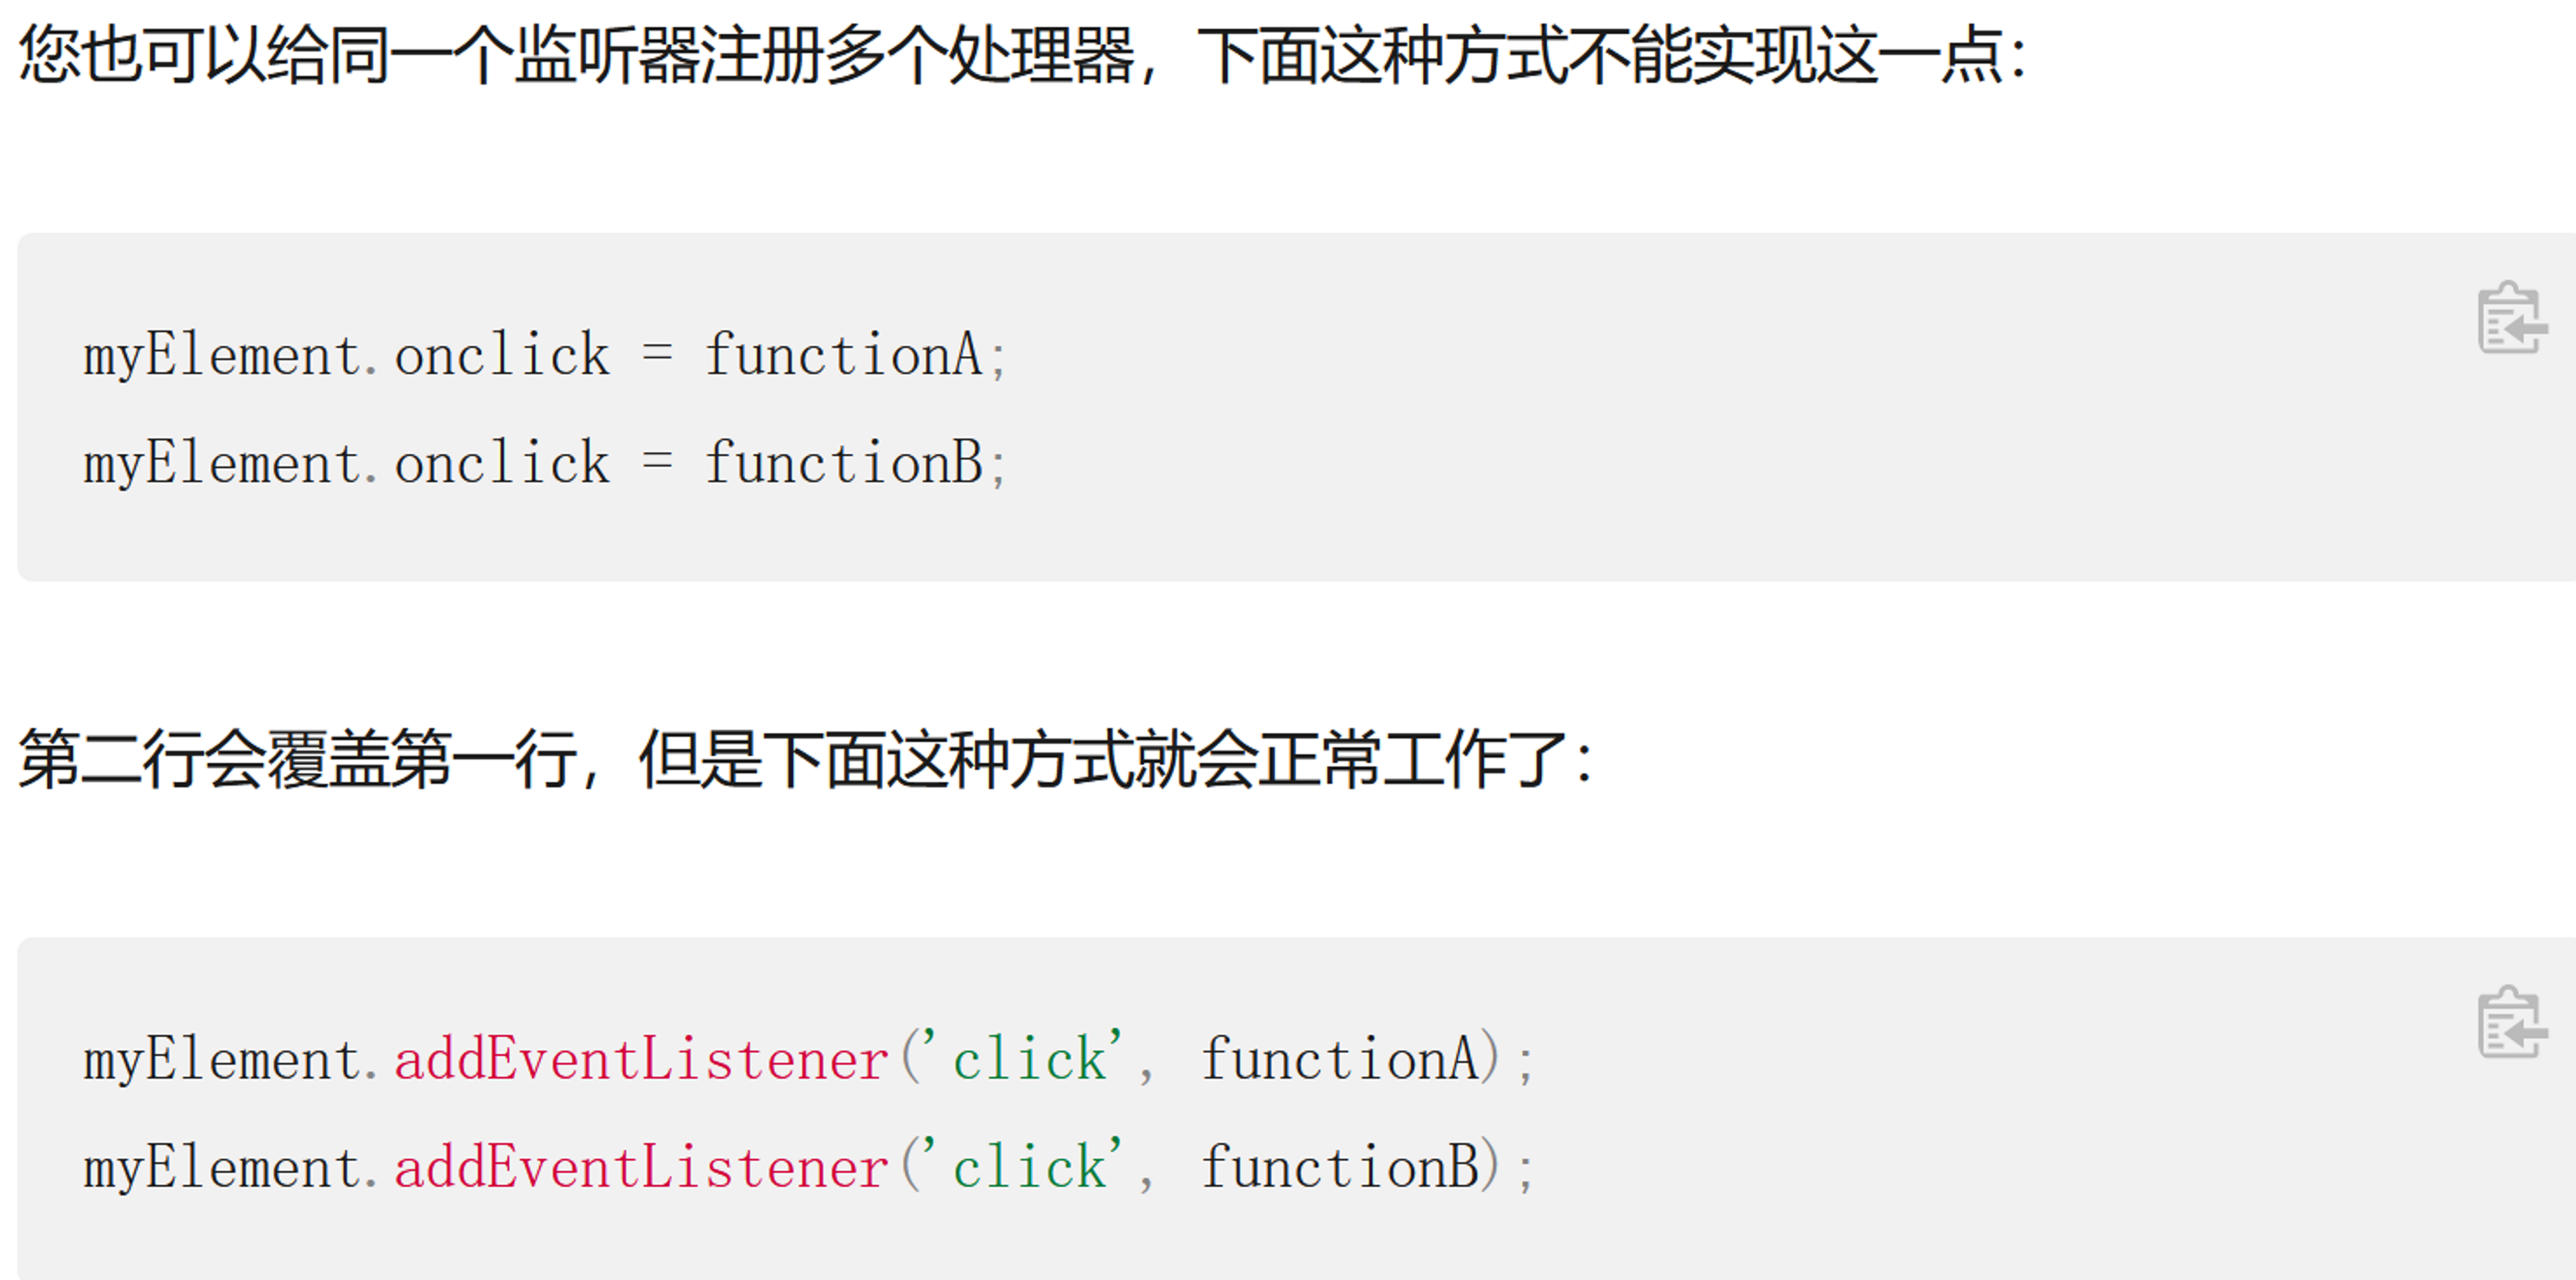 您也可以给同一个监听器注册多个处理器，下面这种方式不能实现这一点：
myElement.onclick = functionA;
myElement.onclick = functionB;
第二行会覆盖第一行，但是下面这种方式就会正常工作了：
myElement.addEventListener('click', functionA);
myElement.addEventListener('click', functionB);